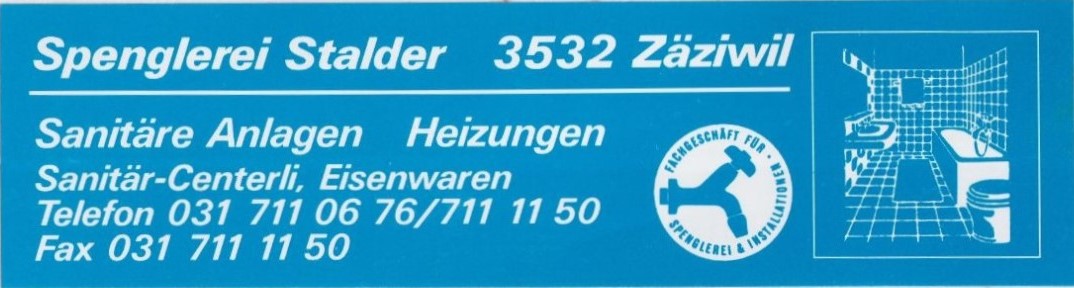 Spenglerei Stalder 3532 Zäziwil
Sanitäre Anlagen Heizungen
Sanitär-Centerli, Eisenwaren
Telefon 031 711 06 76/711 11 50
Fax 031 711 11 50
FACHGESCHÄFT FÜR · SPENGLEREI & INSTALLATIONEN